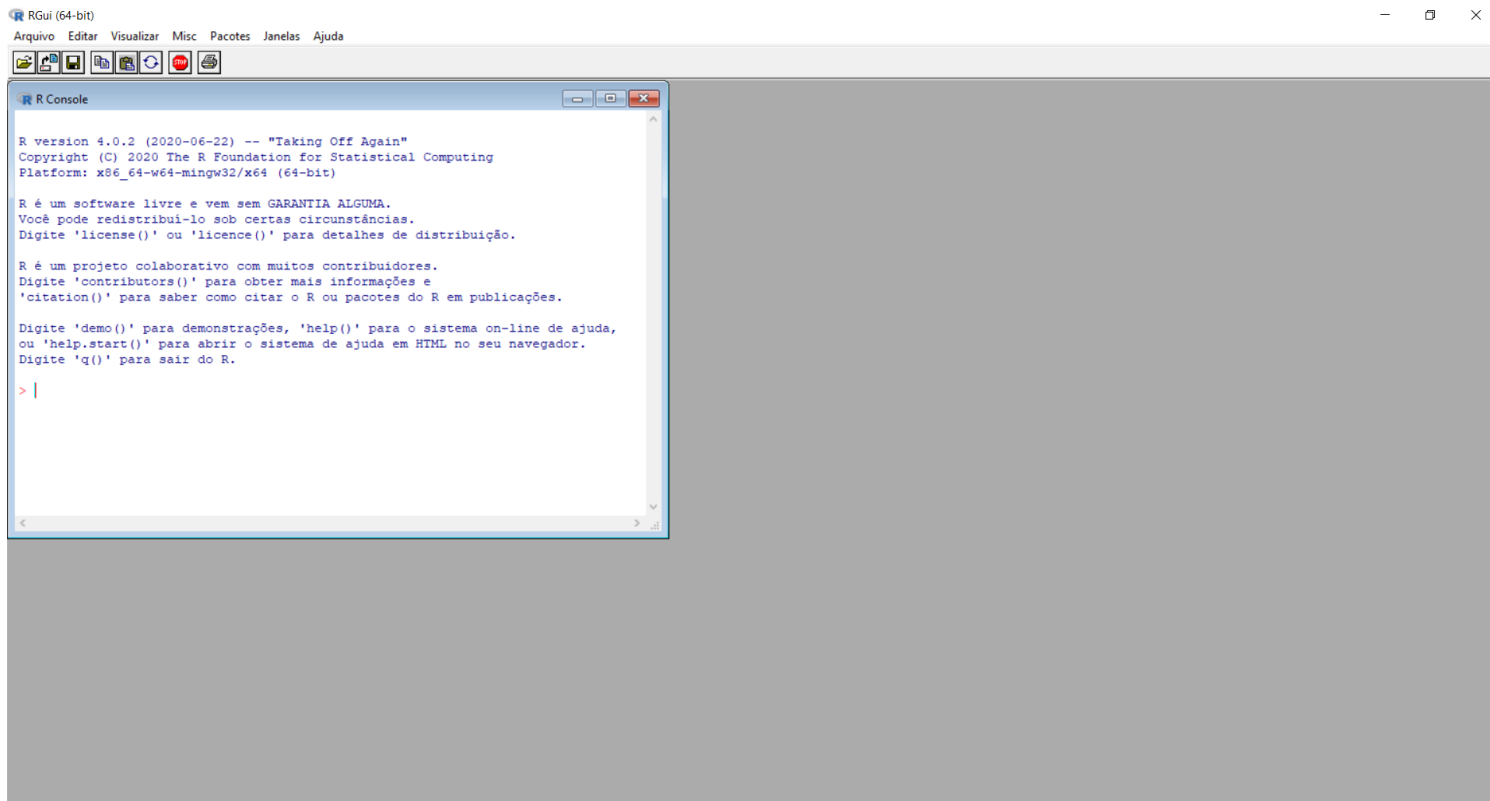 RGui (64-bit)
Arquivo Editar Visualizar Misc Pacotes Janelas Ajuda
STOP
R Console
R version 4.0.2 (2020-06-22) -- "Taking Off Again"
Copyright (C) 2020 The R Foundation for Statistical Computing
Platform: x86_64-w64-mingw32/x64 (64-bit)
R é um software livre e vem sem GARANTIA ALGUMA.
Você pode redistribuí-lo sob certas circunstâncias.
Digite 'license()' ou 'licence()' para detalhes de distribuição.
R é um projeto colaborativo com muitos contribuidores.
Digite 'contributors()' para obter mais informações e
'citation()' para saber como citar o R ou pacotes do R em publicações.
Digite 'demo()' para demonstrações, 'help()' para o sistema on-line de ajuda,
ou 'help.start()' para abrir o sistema de ajuda em HTML no seu navegador.
Digite 'q()' para sair do R.
>